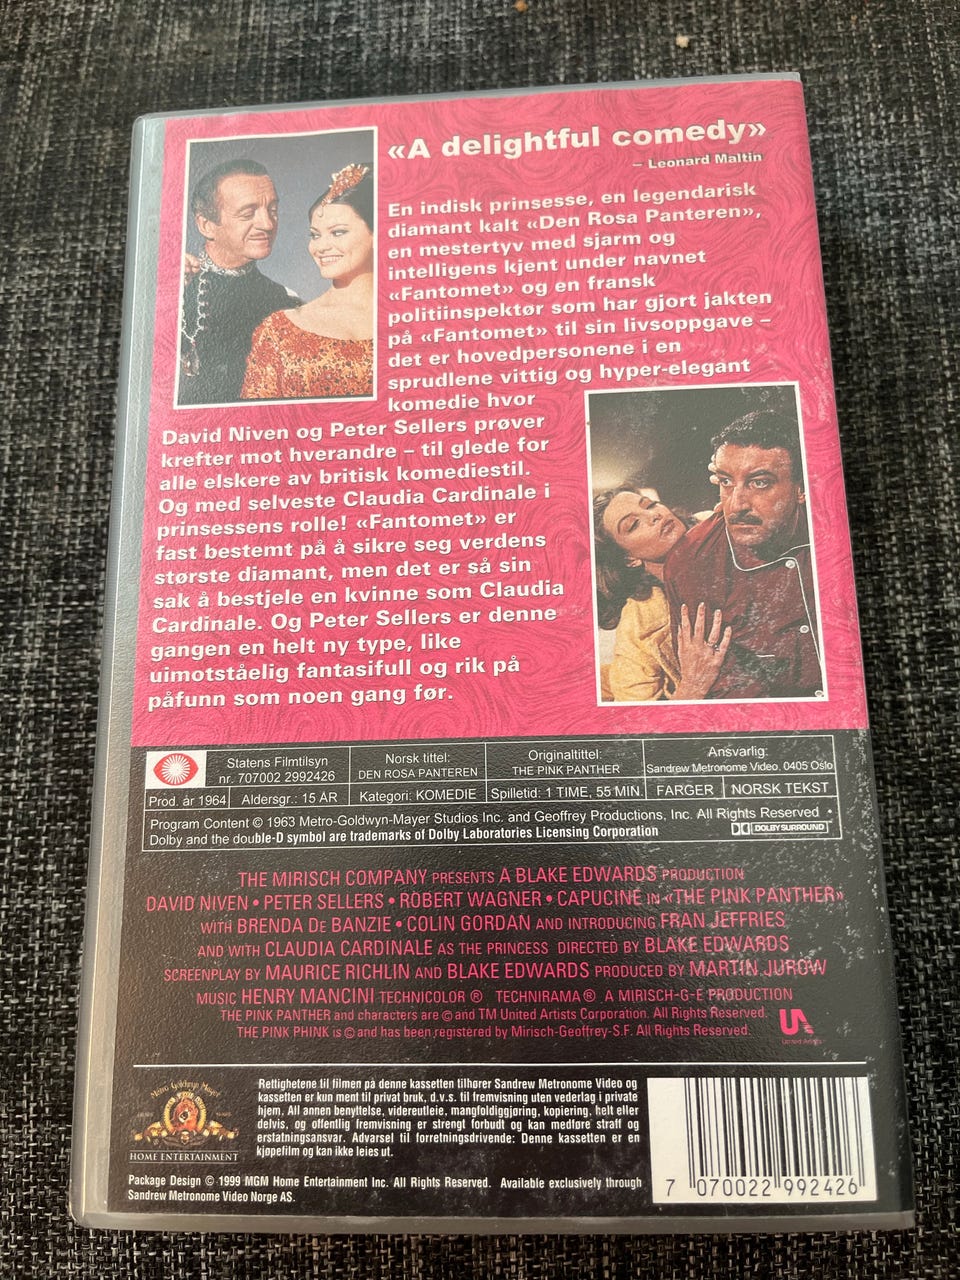 «A delightful comedy»
– Leonard Maltin
En indisk prinsesse, en legendarisk
diamant kalt «Den Rosa Panteren»,
en mestertyv med sjarm og
intelligens kjent under navnet
«Fantomet» og en fransk
politiinspektør som har gjort jakten
på «Fantomet» til sin livsoppgave –
det er hovedpersonene i en
sprudlene vittig og hyper-elegant
komedie hvor
David Niven og Peter Sellers prøver
krefter mot hverandre – til glede for
alle elskere av britisk komediestil.
Og med selveste Claudia Cardinale i
prinsessens rolle! «Fantomet» er
fast bestemt på å sikre seg verdens
største diamant, men det er så sin
sak å bestjele en kvinne som Claudia
Cardinale. Og Peter Sellers er denne
gangen en helt ny type, like
uimotståelig fantasifull og rik på
påfunn som noen gang før.
Statens Filmtilsyn
nr. 707002 2992426
Norsk tittel:
DEN ROSA PANTEREN
Originaltittel:
THE PINK PANTHER
Ansvarlig:
Sandrew Metronome Video. 0405 Oslo
Prod. år 1964 Aldersgr.: 15 ÅR Kategori: KOMEDIE Spilletid: 1 TIME, 55 MIN. FARGER NORSK TEKST
Program Content © 1963 Metro-Goldwyn-Mayer Studios Inc. and Geoffrey Productions, Inc. All Rights Reserved •
Dolby and the double-D symbol are trademarks of Dolby Laboratories Licensing Corporation
DOLBY SURROUND
THE MIRISCH COMPANY PRESENTS A BLAKE EDWARDS PRODUCTION
DAVID NIVEN • PETER SELLERS • ROBERT WAGNER • CAPUCINE IN «THE PINK PANTHER»
WITH BRENDA DE BANZIE • COLIN GORDAN AND INTRODUCING FRAN JEFFRIES
AND WITH CLAUDIA CARDINALE AS THE PRINCESS DIRECTED BY BLAKE EDWARDS
SCREENPLAY BY MAURICE RICHLIN AND BLAKE EDWARDS PRODUCED BY MARTIN JUROW
MUSIC HENRY MANCINI TECHNICOLOR ® TECHNIRAMA ® A MIRISCH-G-E PRODUCTION
THE PINK PANTHER and characters are © and TM United Artists Corporation. All Rights Reserved.
THE PINK PHINK is © and has been registered by Mirisch-Geoffrey-S.F. All Rights Reserved.
UA
United Artists
Metro Goldwyn Mayer
HOME ENTERTAINMENT
Rettighetene til filmen på denne kassetten tilhører Sandrew Metronome Video og
kassetten er kun ment til privat bruk, d.v.s. til fremvisning uten vederlag i private
hjem. All annen benyttelse, videreutleie, mangfoldiggjøring, kopiering, helt eller
delvis, og offentlig fremvisning er strengt forbudt og kan medføre straff og
erstatningsansvar. Advarsel til forretningsdrivende: Denne kassetten er en
kjøpefilm og kan ikke leies ut.
Package Design © 1999 MGM Home Entertainment Inc. All Rights Reserved. Available exclusively through
Sandrew Metronome Video Norge AS.
7 070022 992426